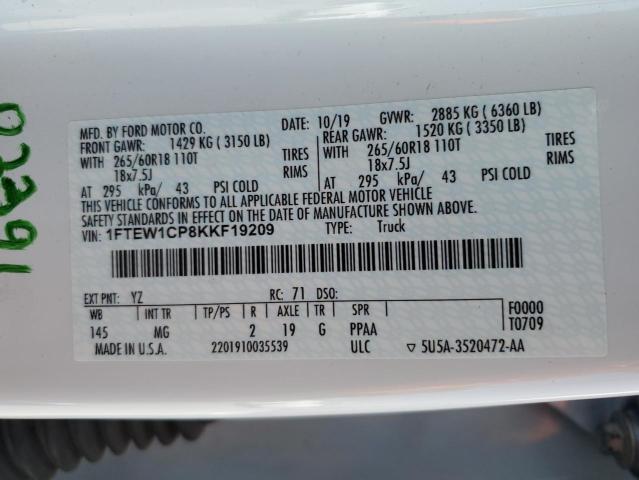 MFD. BY FORD MOTOR CO.
DATE: 10/19 GVWR: 2885 KG ( 6360 LB)
FRONT GAWR: 1429 KG ( 3150 LB)
REAR GAWR: 1520 KG ( 3350 LB)
WITH 265/60R18 110T TIRES
WITH 265/60R18 110T TIRES
18x7.5J RIMS
18x7.5J RIMS
AT 295 kPa/ 43 PSI COLD
AT 295 kPa/ 43 PSI COLD
THIS VEHICLE CONFORMS TO ALL APPLICABLE FEDERAL MOTOR VEHICLE
SAFETY STANDARDS IN EFFECT ON THE DATE OF MANUFACTURE SHOWN ABOVE.
VIN: 1FTEW1CP8KKF19209 TYPE: Truck
EXT PNT: YZ RC: 71 DSO:
WB INT TR TP/PS R AXLE TR SPR
F0000
145 MG 2 19 G PPAA
T0709
MADE IN U.S.A. 2201910035539 ULC ▽ 5U5A-3520472-AA